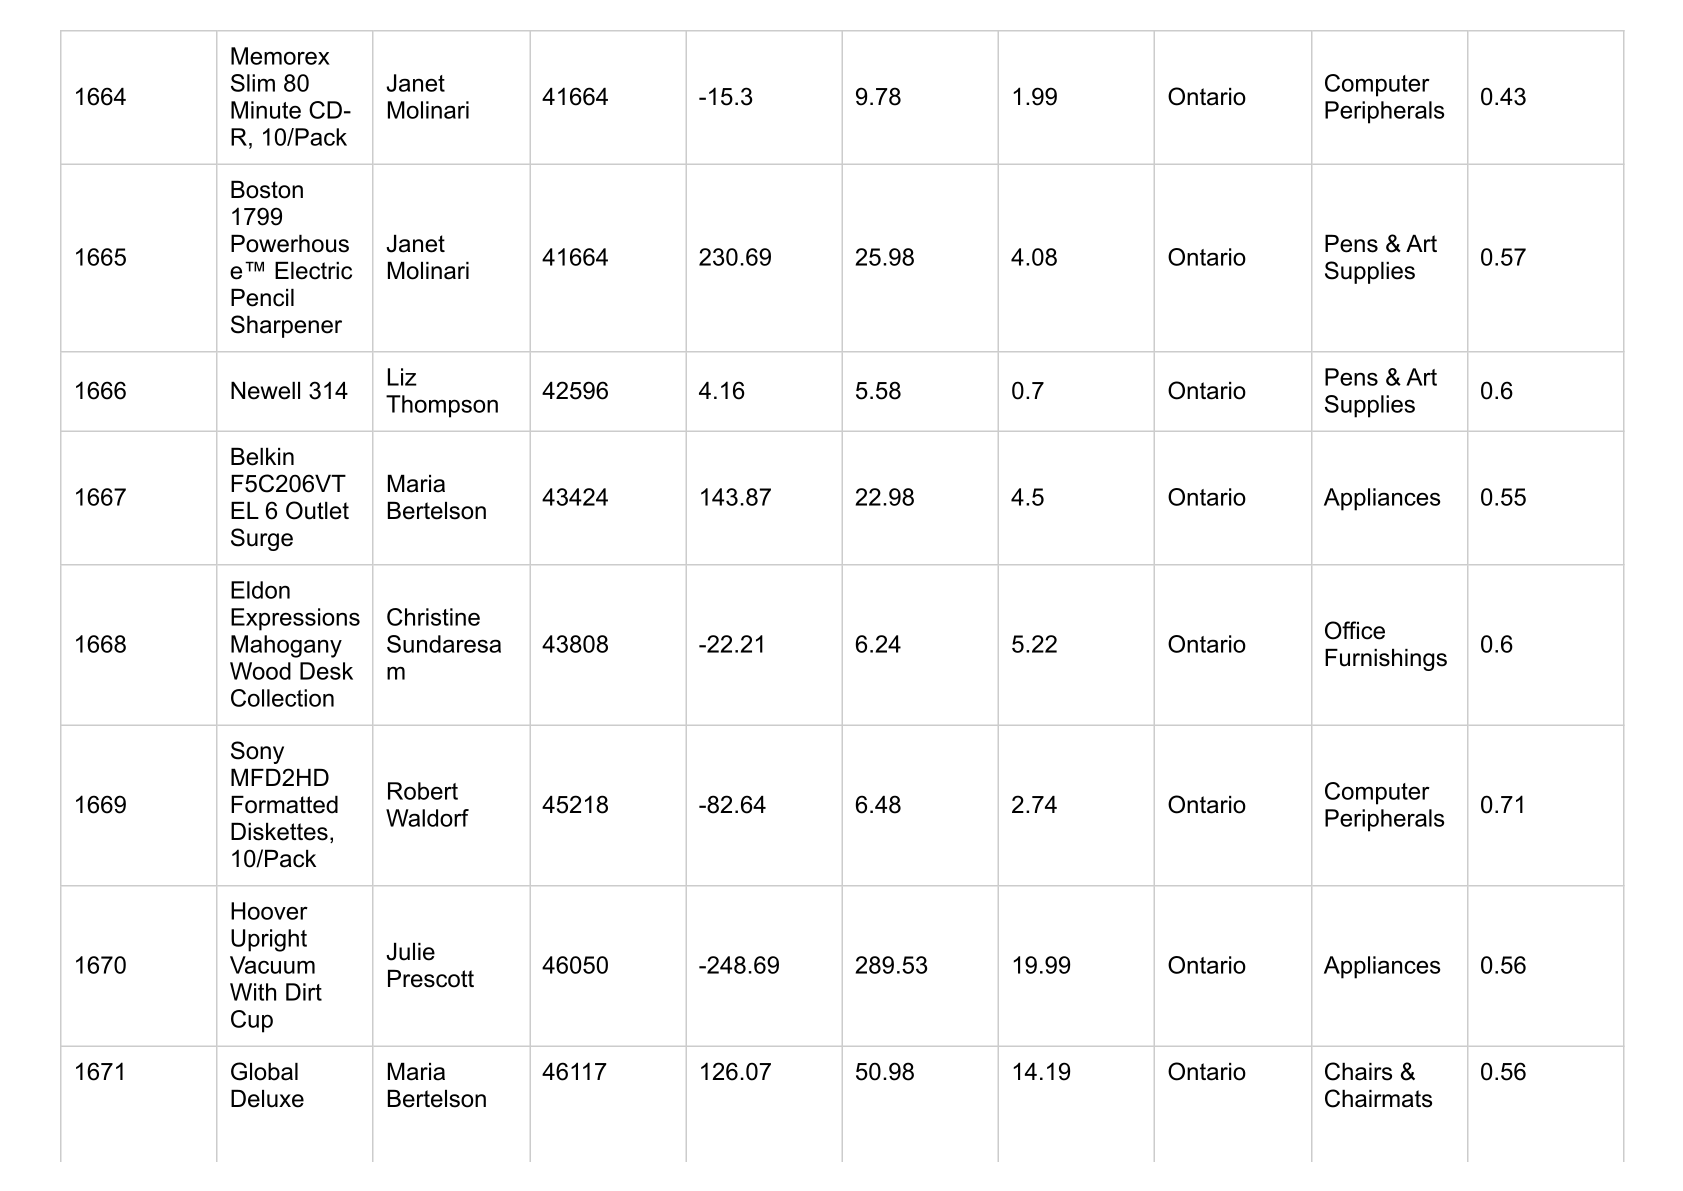 1664
Memorex
Slim 80
Minute CD-
R, 10/Pack
Janet
Molinari
41664
-15.3
9.78
1.99
Ontario
Computer
Peripherals
0.43
1665
Boston
1799
Powerhous
e™ Electric
Pencil
Sharpener
Janet
Molinari
41664
230.69
25.98
4.08
Ontario
Pens & Art
Supplies
0.57
1666
Newell 314
Liz
Thompson
42596
4.16
5.58
0.7
Ontario
Pens & Art
Supplies
0.6
1667
Belkin
F5C206VT
EL 6 Outlet
Surge
Maria
Bertelson
43424
143.87
22.98
4.5
Ontario
Appliances
0.55
1668
Eldon
Expressions
Mahogany
Wood Desk
Collection
Christine
Sundaresa
m
43808
-22.21
6.24
5.22
Ontario
Office
Furnishings
0.6
1669
Sony
MFD2HD
Formatted
Diskettes,
10/Pack
Robert
Waldorf
45218
-82.64
6.48
2.74
Ontario
Computer
Peripherals
0.71
1670
Hoover
Upright
Vacuum
With Dirt
Cup
Julie
Prescott
46050
-248.69
289.53
19.99
Ontario
Appliances
0.56
1671
Global
Deluxe
Maria
Bertelson
46117
126.07
50.98
14.19
Ontario
Chairs &
Chairmats
0.56